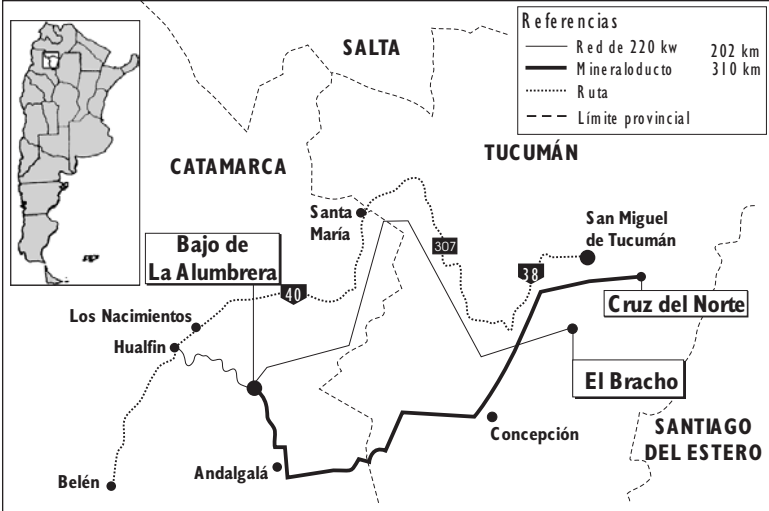 Referencias
Red de 220 kw 202 km
Mineraloducto 310 km
Ruta
Límite provincial
SALTA
CATAMARCA
TUCUMÁN
Santa
María
San Miguel
de Tucumán
307
Bajo de
La Alumbrera
38
40
Cruz del Norte
Los Nacimientos
Hualfin
El Bracho
Concepción
SANTIAGO
DEL ESTERO
Andalgalá
Belén